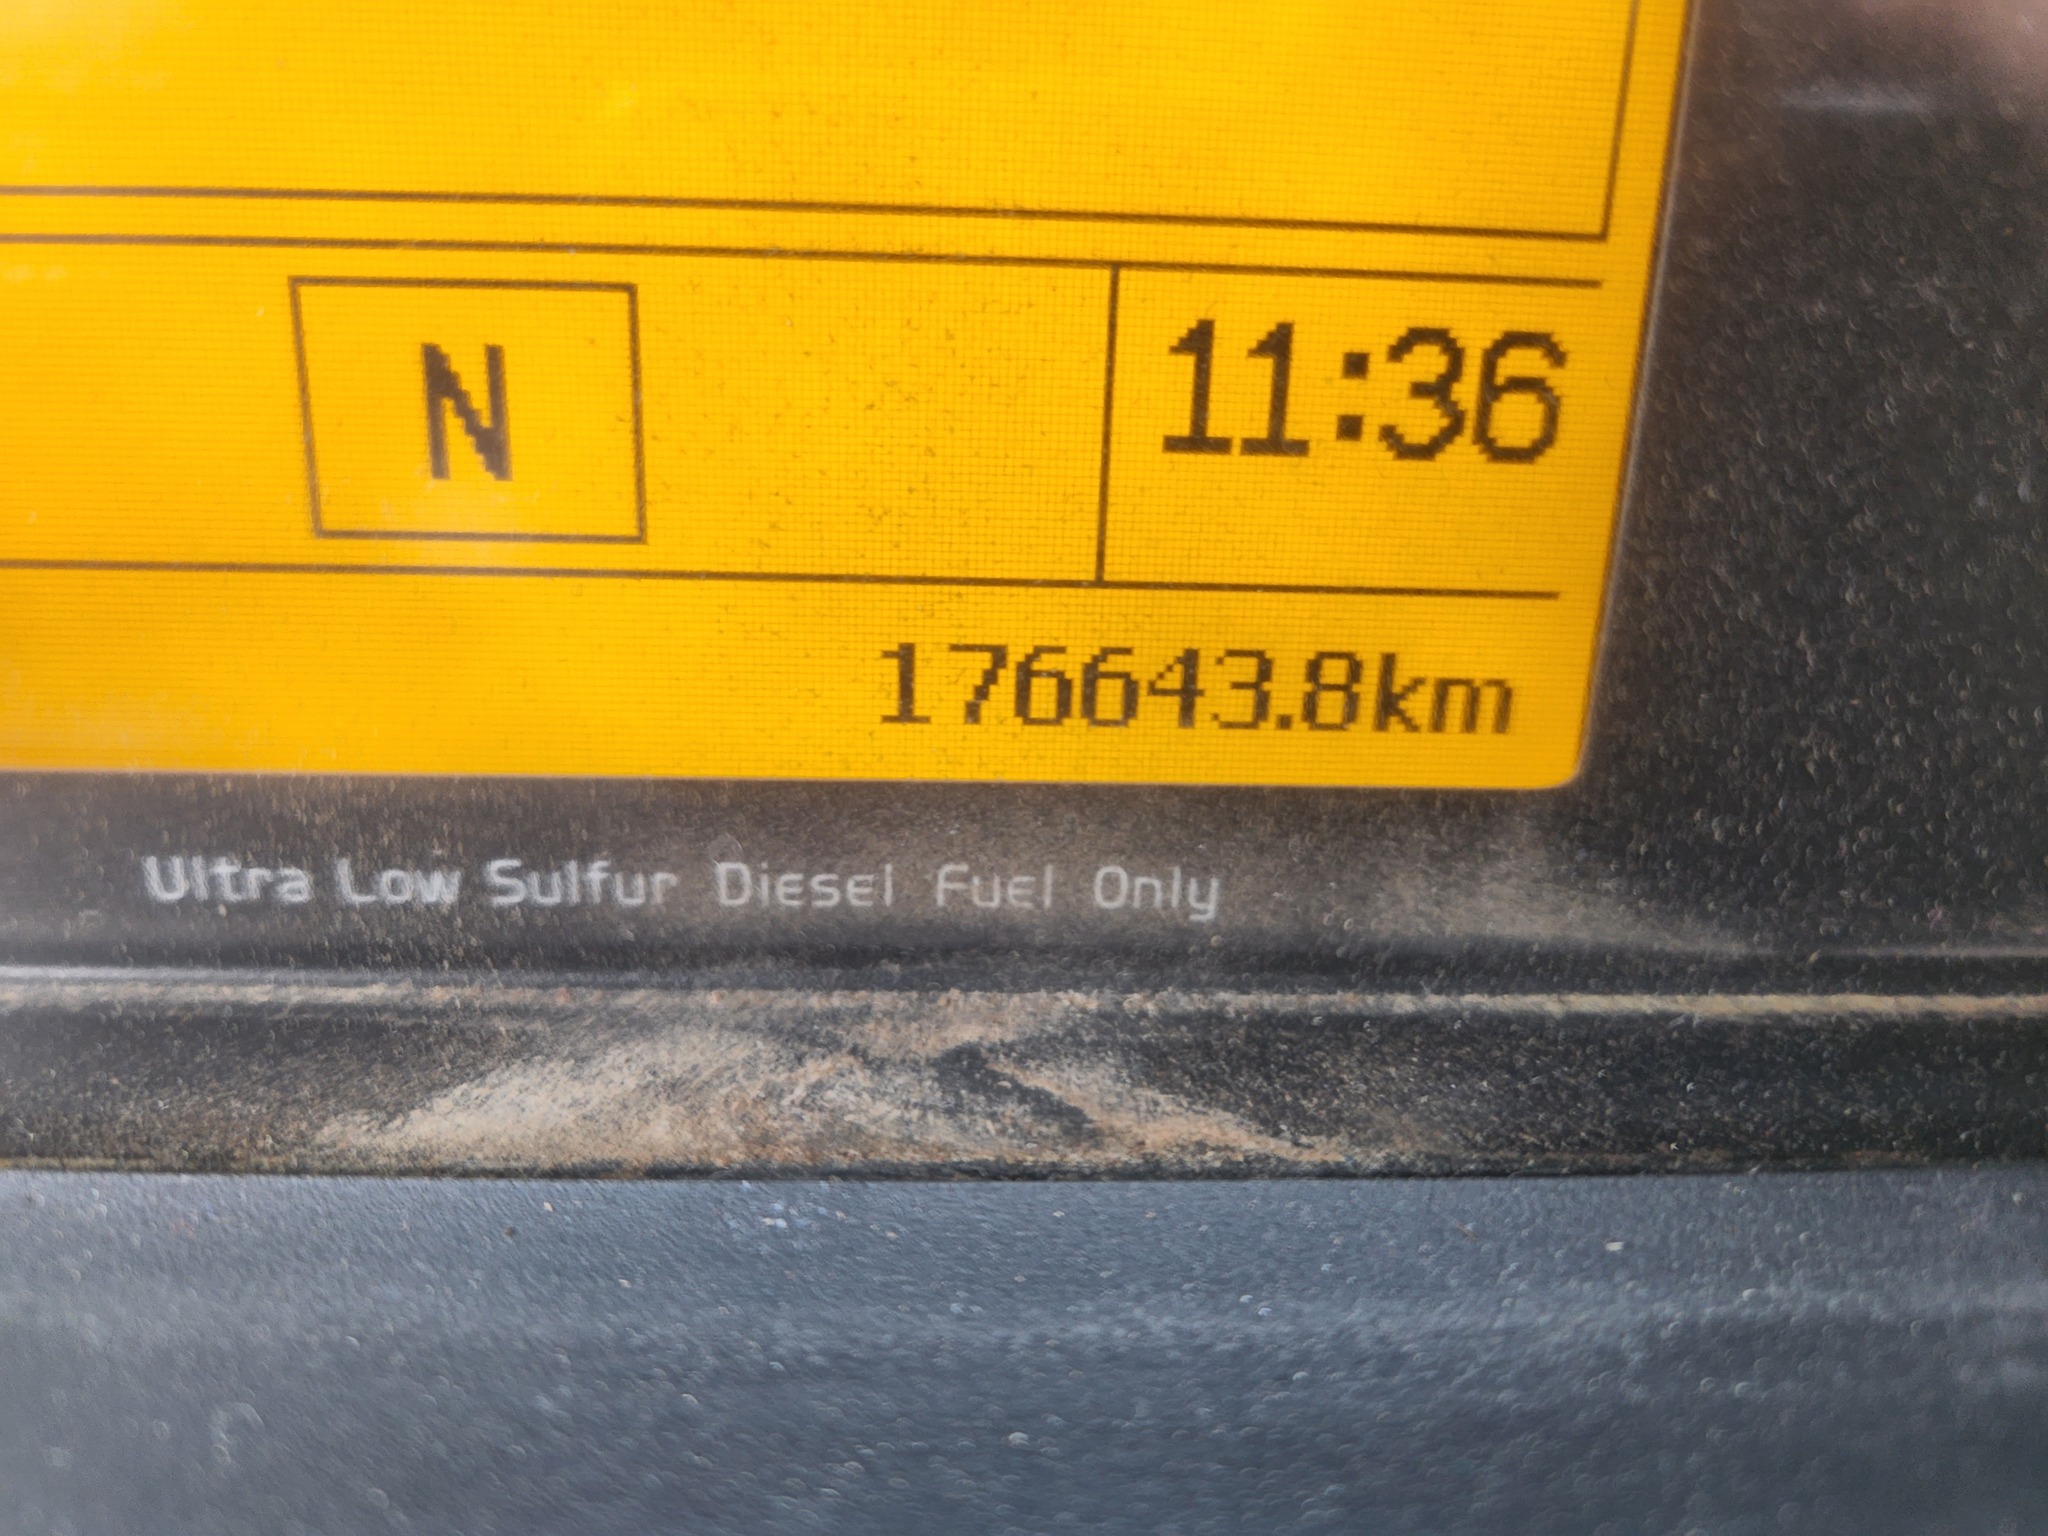 N
11:36
176643.8km
Ultra Low Sulfur Diesel Fuel Only